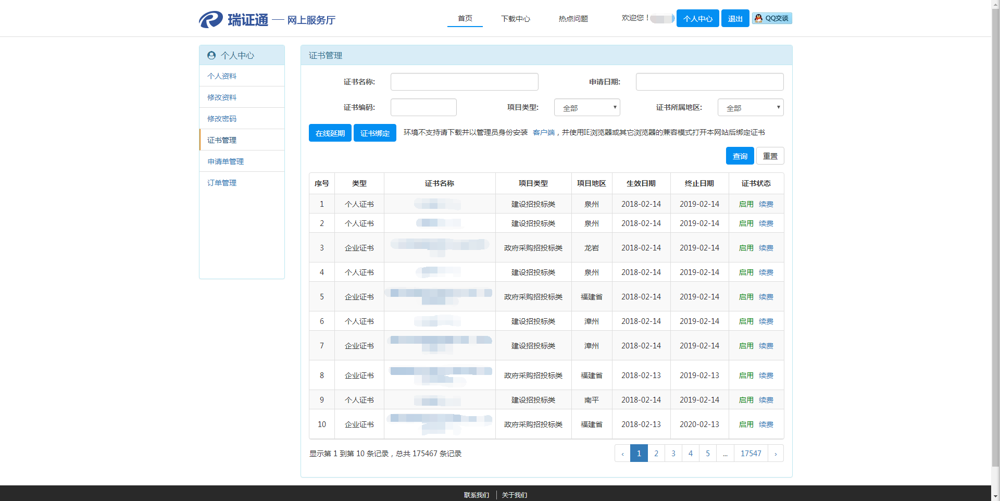 瑞证通 — 网上服务厅
首页 下载中心 热点问题 欢迎您！ 个人中心 退出 QQ交谈
个人中心
个人资料
修改资料
修改密码
证书管理
申请单管理
订单管理
证书管理
证书名称: 申请日期:
证书编码: 项目类型: 全部 证书所属地区: 全部
在线延期 证书绑定 环境不支持请下载并以管理员身份安装 客户端，并使用IE浏览器或其它浏览器的兼容模式打开本网站后绑定证书
查询 重置
序号 类型 证书名称 项目类型 项目地区 生效日期 终止日期 证书状态
1 个人证书 建设招投标类 泉州 2018-02-14 2019-02-14 启用 续费
2 个人证书 建设招投标类 泉州 2018-02-14 2019-02-14 启用 续费
3 企业证书 政府采购招投标类 龙岩 2018-02-14 2019-02-14 启用 续费
4 个人证书 建设招投标类 泉州 2018-02-14 2019-02-14 启用 续费
5 企业证书 政府采购招投标类 福建省 2018-02-14 2019-02-14 启用 续费
6 个人证书 建设招投标类 漳州 2018-02-14 2019-02-14 启用 续费
7 企业证书 建设招投标类 漳州 2018-02-14 2019-02-14 启用 续费
8 企业证书 政府采购招投标类 福建省 2018-02-13 2019-02-13 启用 续费
9 个人证书 建设招投标类 南平 2018-02-14 2019-02-14 启用 续费
10 企业证书 政府采购招投标类 福建省 2018-02-13 2020-02-13 启用 续费
显示第 1 到第 10 条记录，总共 175467 条记录
‹ 1 2 3 4 5 ... 17547 ›
联系我们 | 关于我们